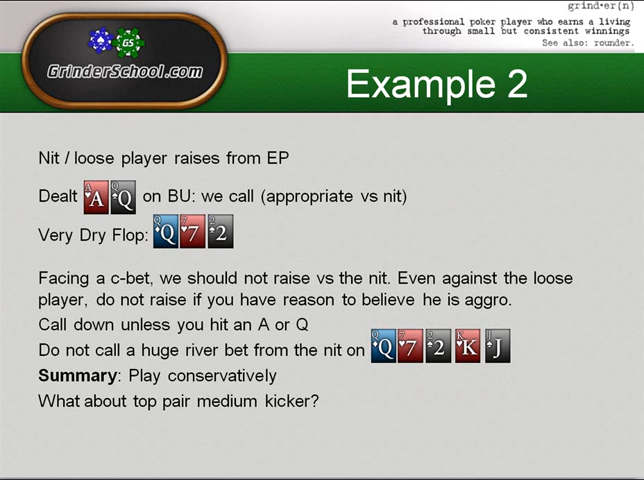 grind•er(n)
a professional poker player who earns a living
through small but consistent winnings
See also: rounder.
GS
GrinderSchool.com
Example 2
Nit / loose player raises from EP
Dealt A♥ A Q♠ Q on BU: we call (appropriate vs nit)
Very Dry Flop: Q♦ Q 7♥ 7 2♠ 2
Facing a c-bet, we should not raise vs the nit. Even against the loose
player, do not raise if you have reason to believe he is aggro.
Call down unless you hit an A or Q
Do not call a huge river bet from the nit on Q♦ Q 7♥ 7 2♠ 2 K♥ K J♠ J
Summary: Play conservatively
What about top pair medium kicker?